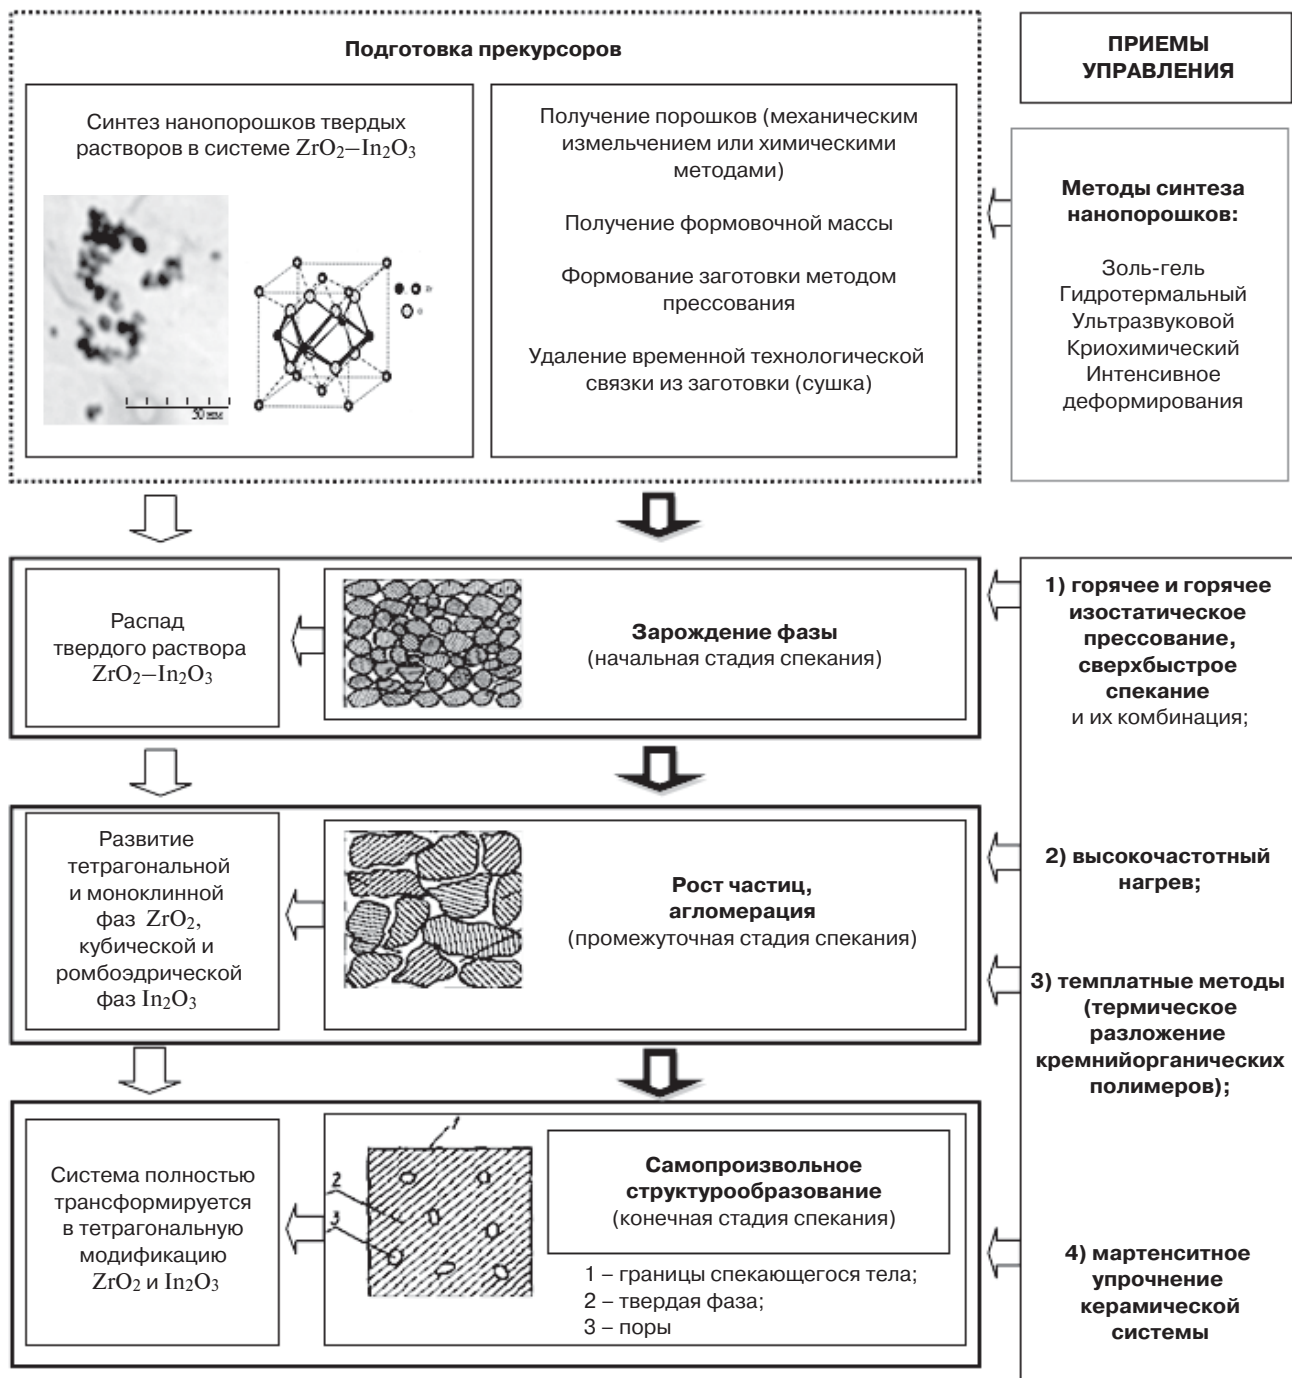 Подготовка прекурсоров
Синтез нанопорошков твердых
растворов в системе ZrO₂–In₂O₃
50 нм
Получение порошков (механическим
измельчением или химическими
методами)
Получение формовочной массы
Формование заготовки методом
прессования
Удаление временной технологической
связки из заготовки (сушка)
ПРИЕМЫ
УПРАВЛЕНИЯ
Методы синтеза
нанопорошков:
Золь-гель
Гидротермальный
Ультразвуковой
Криохимический
Интенсивное
деформирования
Распад
твердого раствора
ZrO₂–In₂O₃
Зарождение фазы
(начальная стадия спекания)
1) горячее и горячее
изостатическое
прессование,
сверхбыстрое
спекание
и их комбинация;
Развитие
тетрагональной
и моноклинной
фаз ZrO₂,
кубической и
ромбоэдрической
фаз In₂O₃
Рост частиц,
агломерация
(промежуточная стадия спекания)
2) высокочастотный
нагрев;
3) темплатные методы
(термическое
разложение
кремнийорганических
полимеров);
Система полностью
трансформируется
в тетрагональную
модификацию
ZrO₂ и In₂O₃
1
2
3
Самопроизвольное
структурообразование
(конечная стадия спекания)
1 – границы спекающегося тела;
2 – твердая фаза;
3 – поры
4) мартенситное
упрочнение
керамической
системы